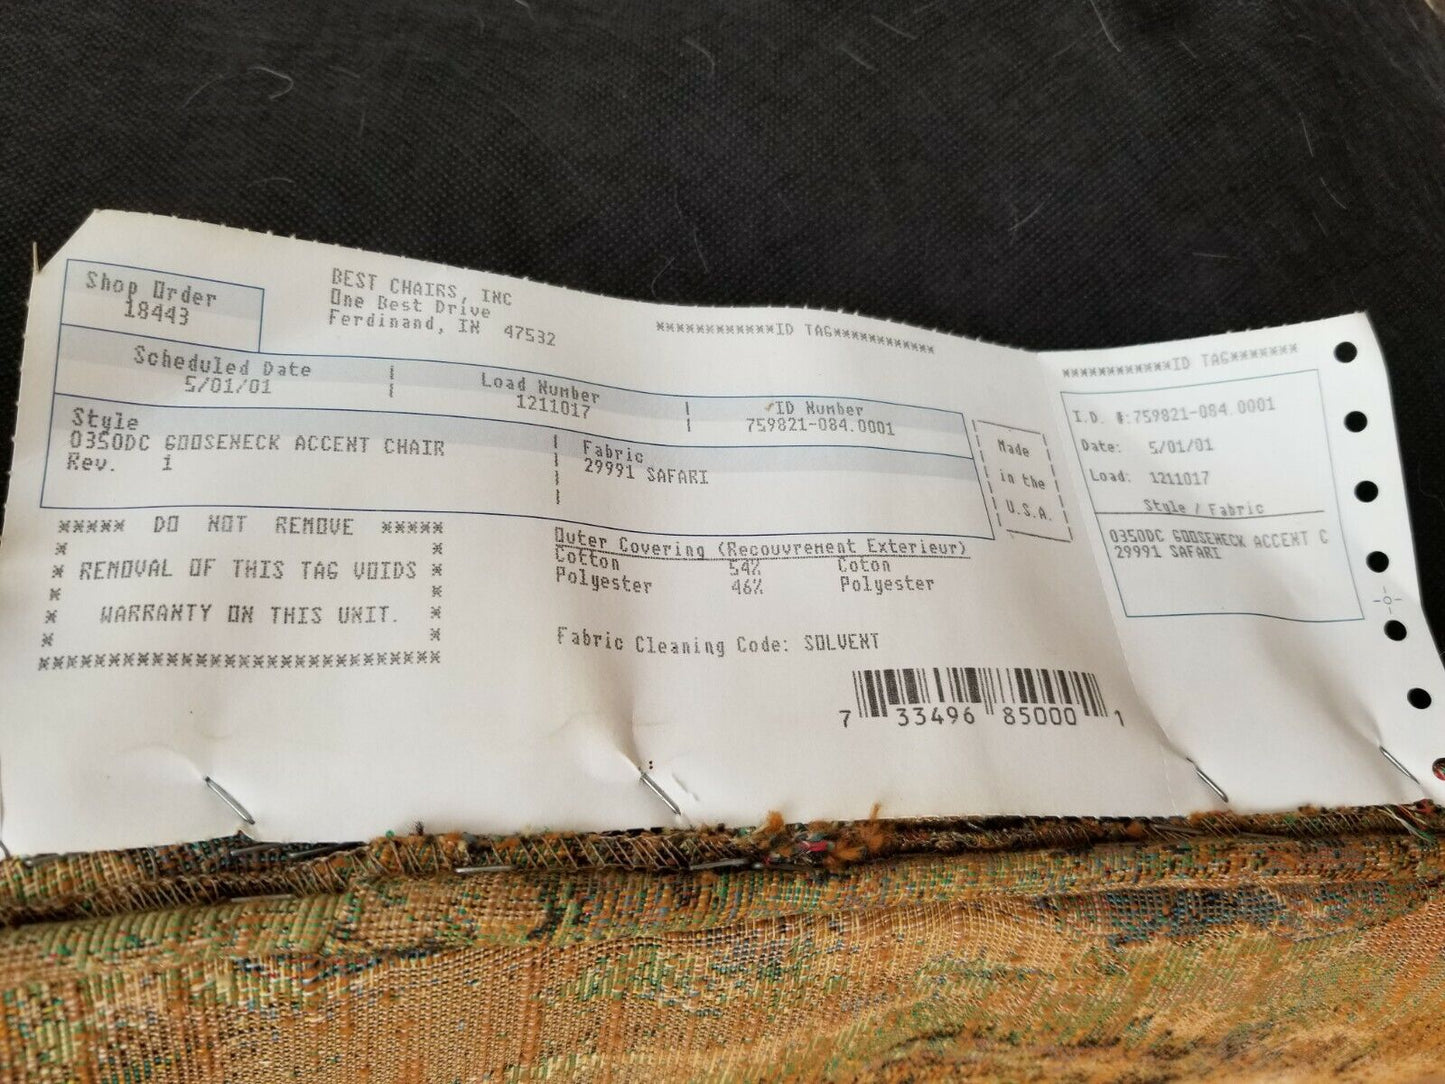 Shop Order
18443
BEST CHAIRS, INC
One Best Drive
Ferdinand, IN 47532
************ID TAG************
Scheduled Date
5/01/01
Load Number
1211017
ID Number
759821-084.0001
Style
0350DC GOOSENECK ACCENT CHAIR
Rev. 1
Fabric
29991 SAFARI
Made
in the
U.S.A.
***** DO NOT REMOVE *****
* *
* REMOVAL OF THIS TAG VOIDS *
* *
* WARRANTY ON THIS UNIT. *
* *
*****************************
Outer Covering (Recouvrement Exterieur)
Cotton 54% Coton
Polyester 46% Polyester
Fabric Cleaning Code: SOLVENT
7 33496 85000 1
************ID TAG*******
I.D. #:759821-084.0001
Date: 5/01/01
Load: 1211017
Style / Fabric
0350DC GOOSENECK ACCENT C
29991 SAFARI